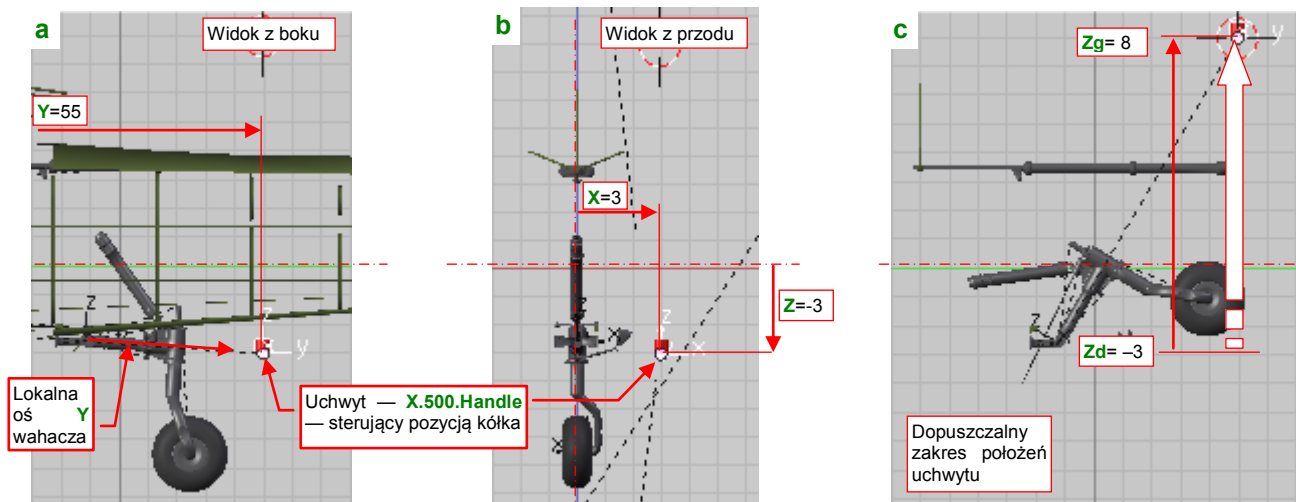 a
Widok z boku
Y=55
Z
Z
y
Lokalna
oś Y
wahacza
Uchwyt — X.500.Handle
— sterujący pozycją kółka
b
Widok z przodu
X=3
Z=-3
Z
x
X
c
Zg= 8
y
Z
Zd= –3
Dopuszczalny
zakres położeń
uchwytu